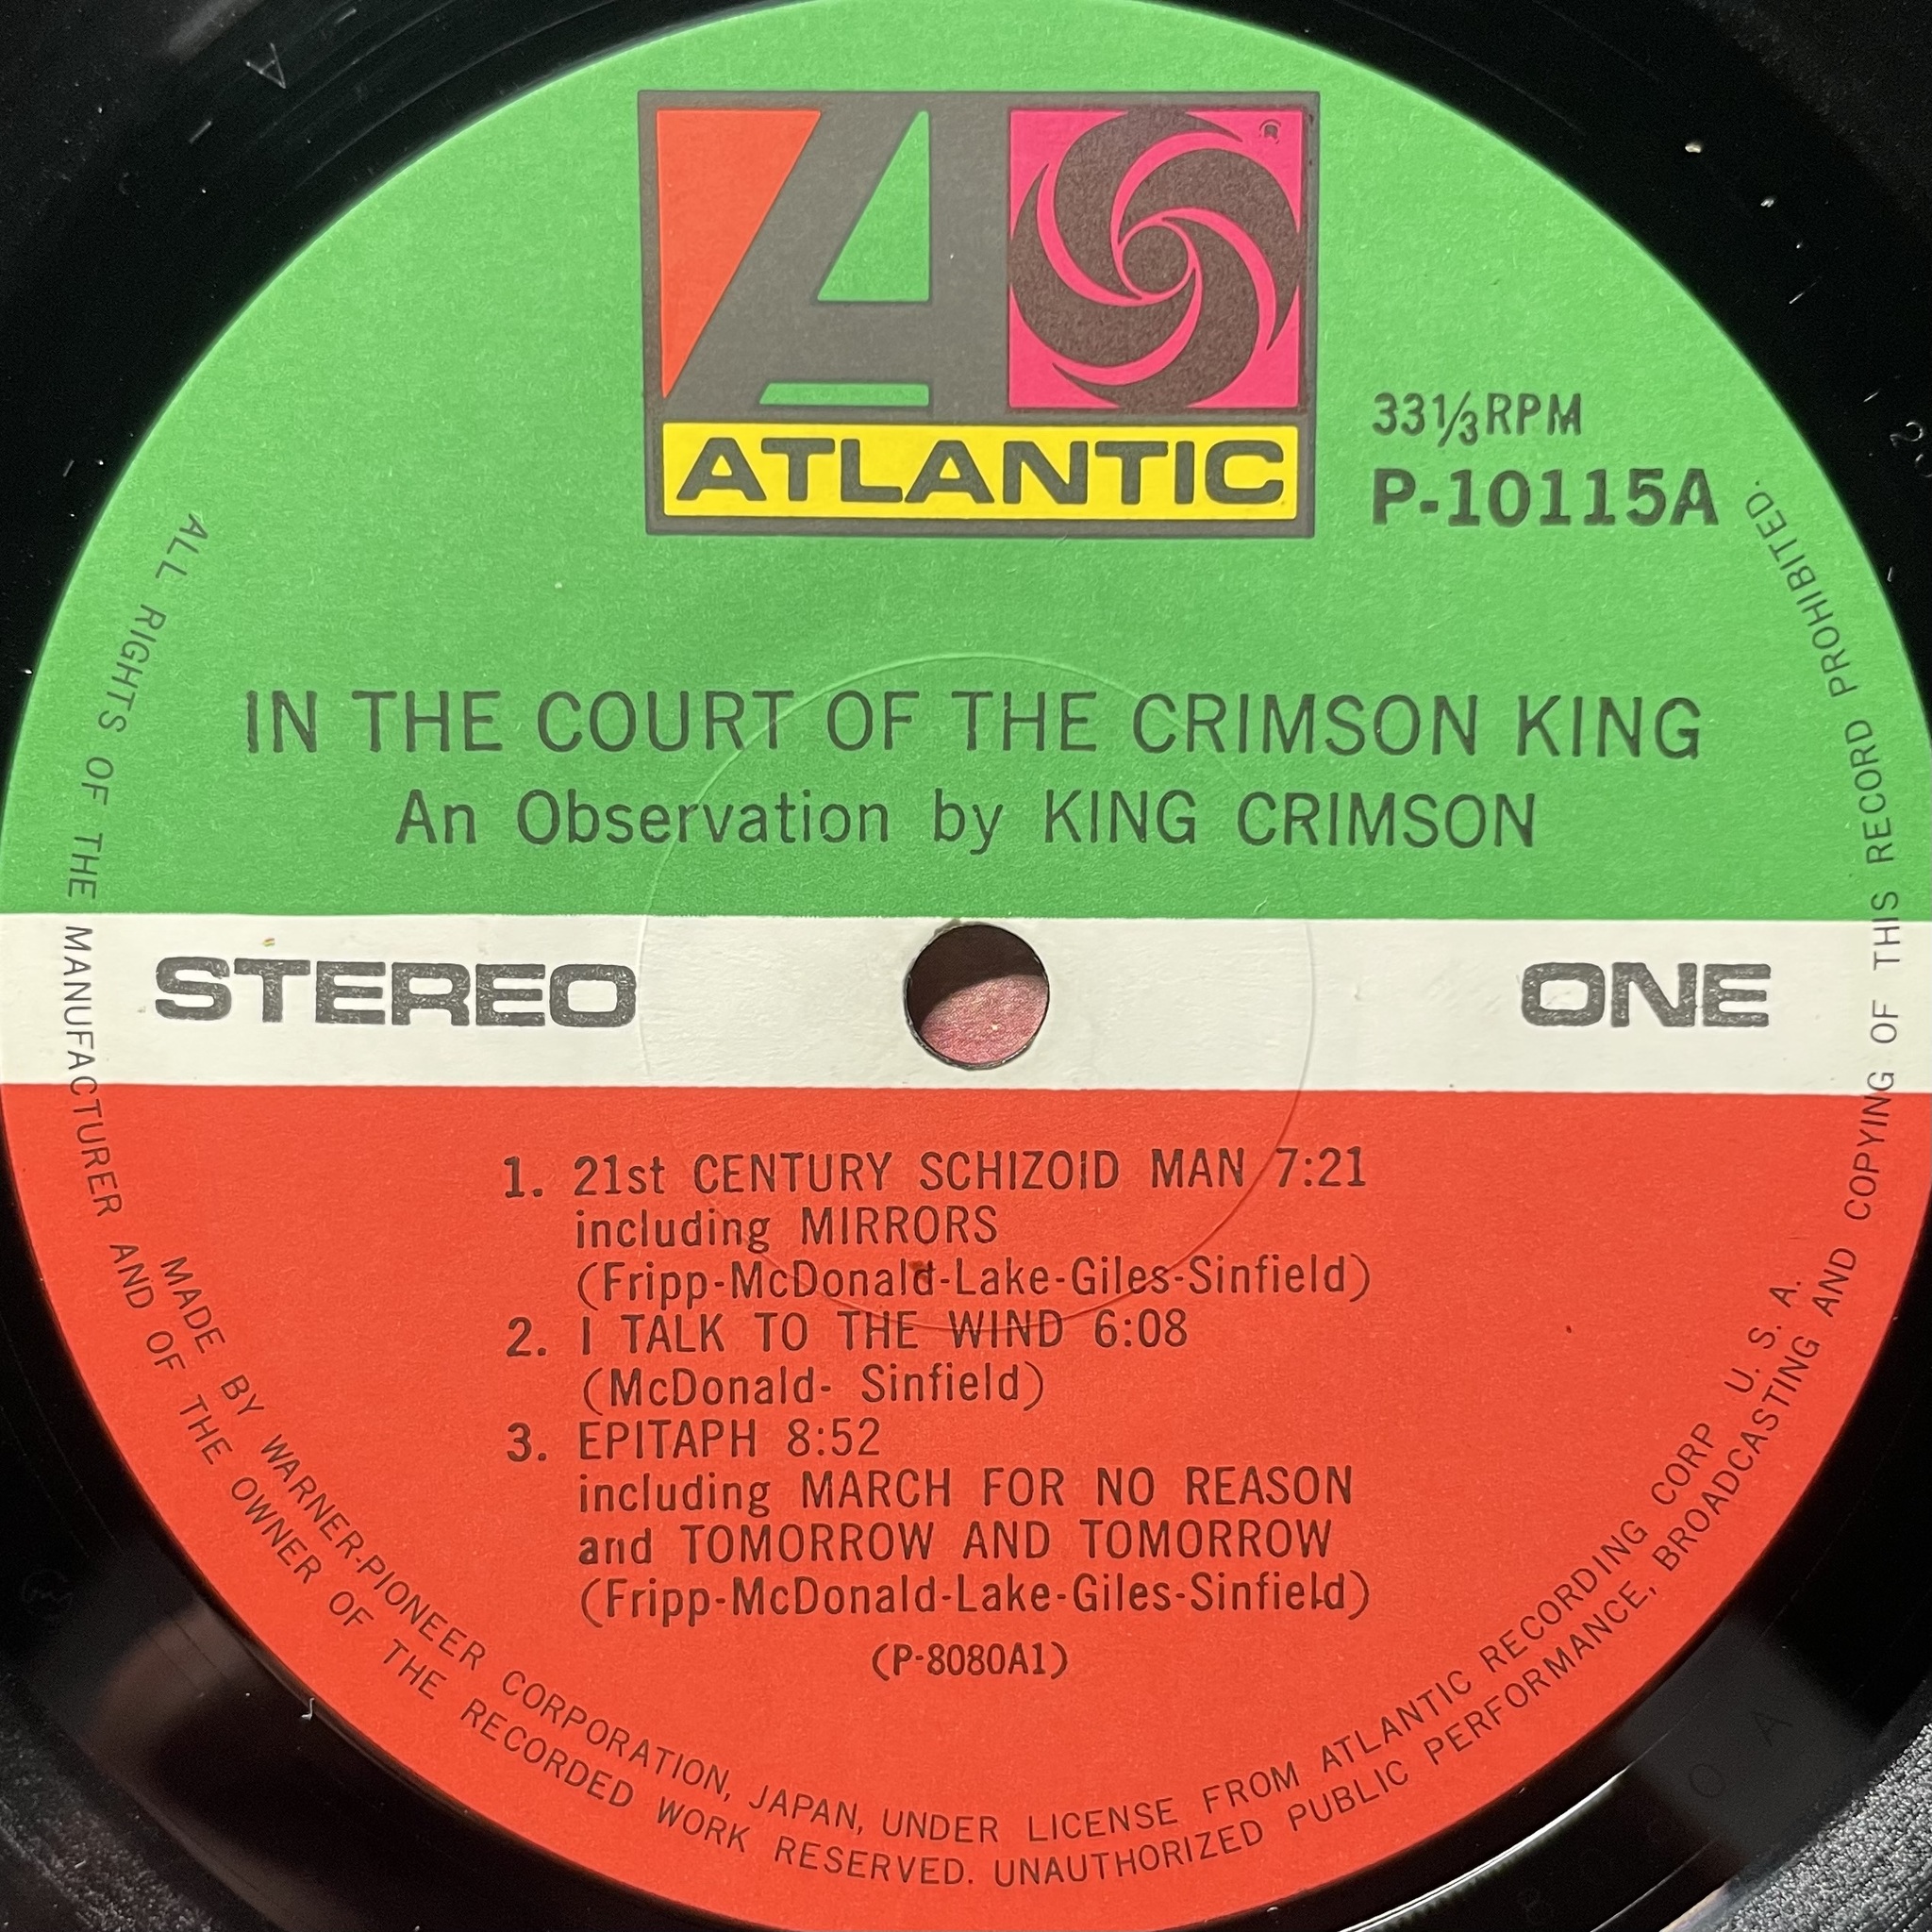 ATLANTIC
33⅓RPM
P-10115A
IN THE COURT OF THE CRIMSON KING
An Observation by KING CRIMSON
STEREO
ONE
1. 21st CENTURY SCHIZOID MAN 7:21
including MIRRORS
(Fripp-McDonald-Lake-Giles-Sinfield)
2. I TALK TO THE WIND 6:08
(McDonald- Sinfield)
3. EPITAPH 8:52
including MARCH FOR NO REASON
and TOMORROW AND TOMORROW
(Fripp-McDonald-Lake-Giles-Sinfield)
(P-8080A1)
MADE BY WARNER-PIONEER CORPORATION, JAPAN, UNDER LICENSE FROM ATLANTIC RECORDING CORP U. S. A.
ALL RIGHTS OF THE MANUFACTURER AND OF THE OWNER OF THE RECORDED WORK RESERVED. UNAUTHORIZED PUBLIC PERFORMANCE, BROADCASTING AND COPYING OF THIS RECORD PROHIBITED.